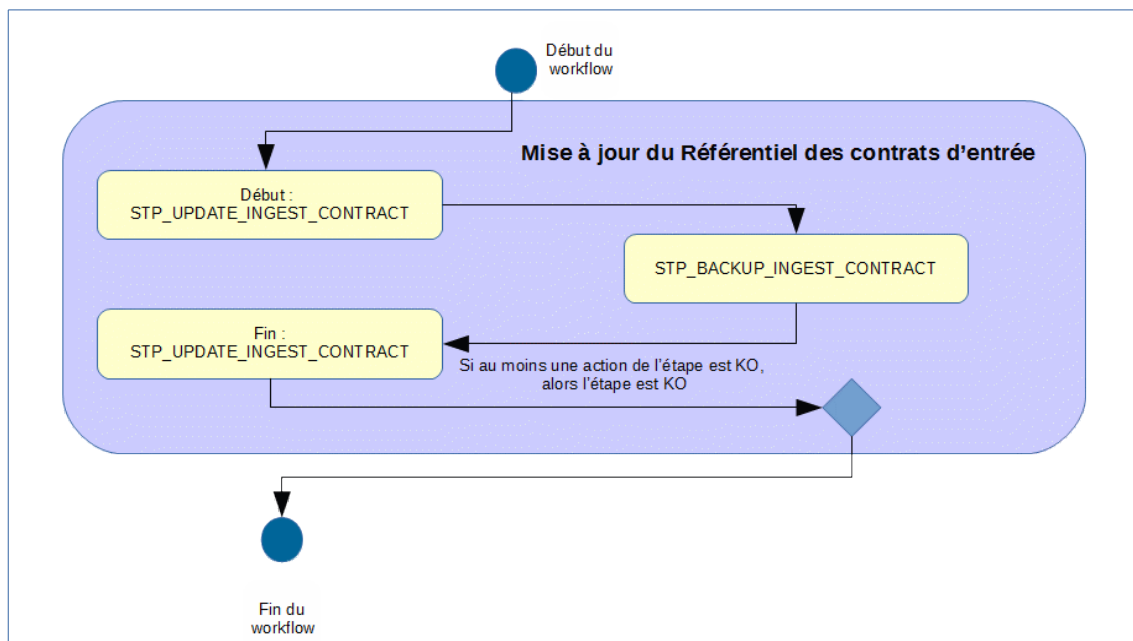 Début du
workflow
Mise à jour du Référentiel des contrats d'entrée
Début :
STP_UPDATE_INGEST_CONTRACT
STP_BACKUP_INGEST_CONTRACT
Fin :
STP_UPDATE_INGEST_CONTRACT
Si au moins une action de l'étape est KO,
alors l'étape est KO
Fin du
workflow